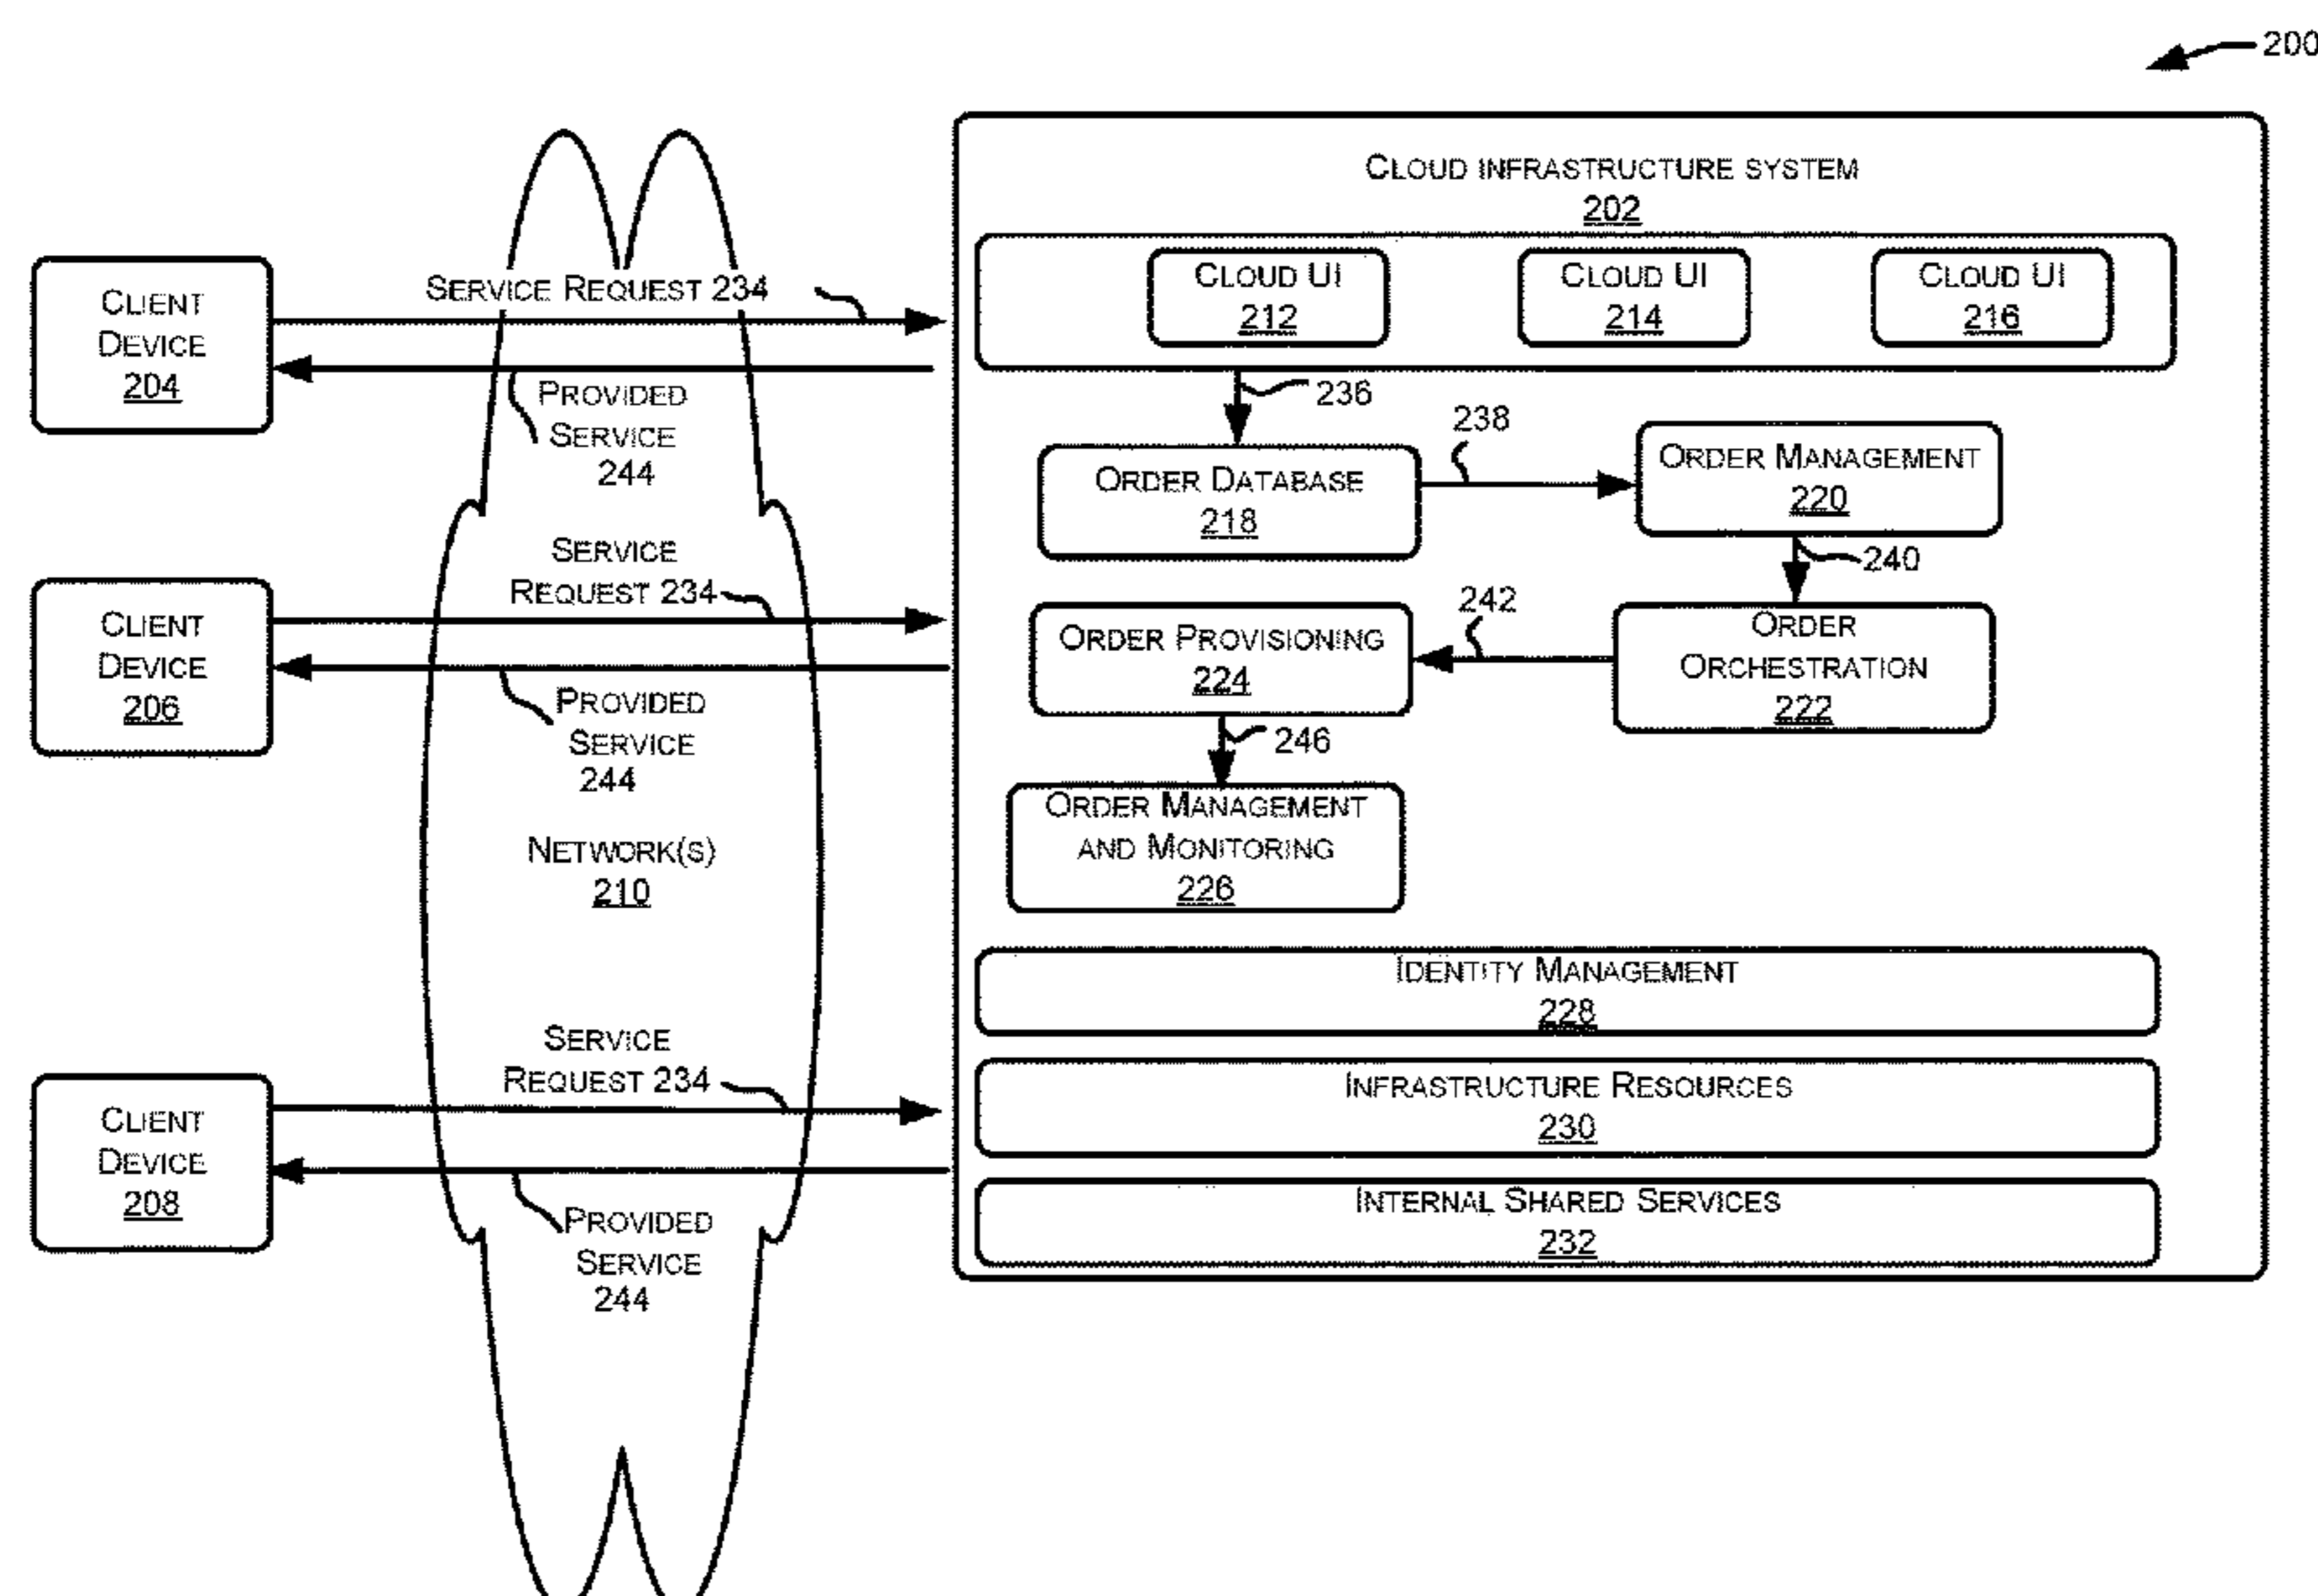 200
CLOUD INFRASTRUCTURE SYSTEM
202
CLOUD UI
212
CLOUD UI
214
CLOUD UI
216
CLIENT
DEVICE
204
SERVICE REQUEST 234
PROVIDED
SERVICE
244
236
ORDER DATABASE
218
238
ORDER MANAGEMENT
220
240
CLIENT
DEVICE
206
SERVICE
REQUEST 234
PROVIDED
SERVICE
244
ORDER PROVISIONING
224
242
ORDER
ORCHESTRATION
222
246
ORDER MANAGEMENT
AND MONITORING
226
NETWORK(S)
210
IDENTITY MANAGEMENT
228
CLIENT
DEVICE
208
SERVICE
REQUEST 234
PROVIDED
SERVICE
244
INFRASTRUCTURE RESOURCES
230
INTERNAL SHARED SERVICES
232